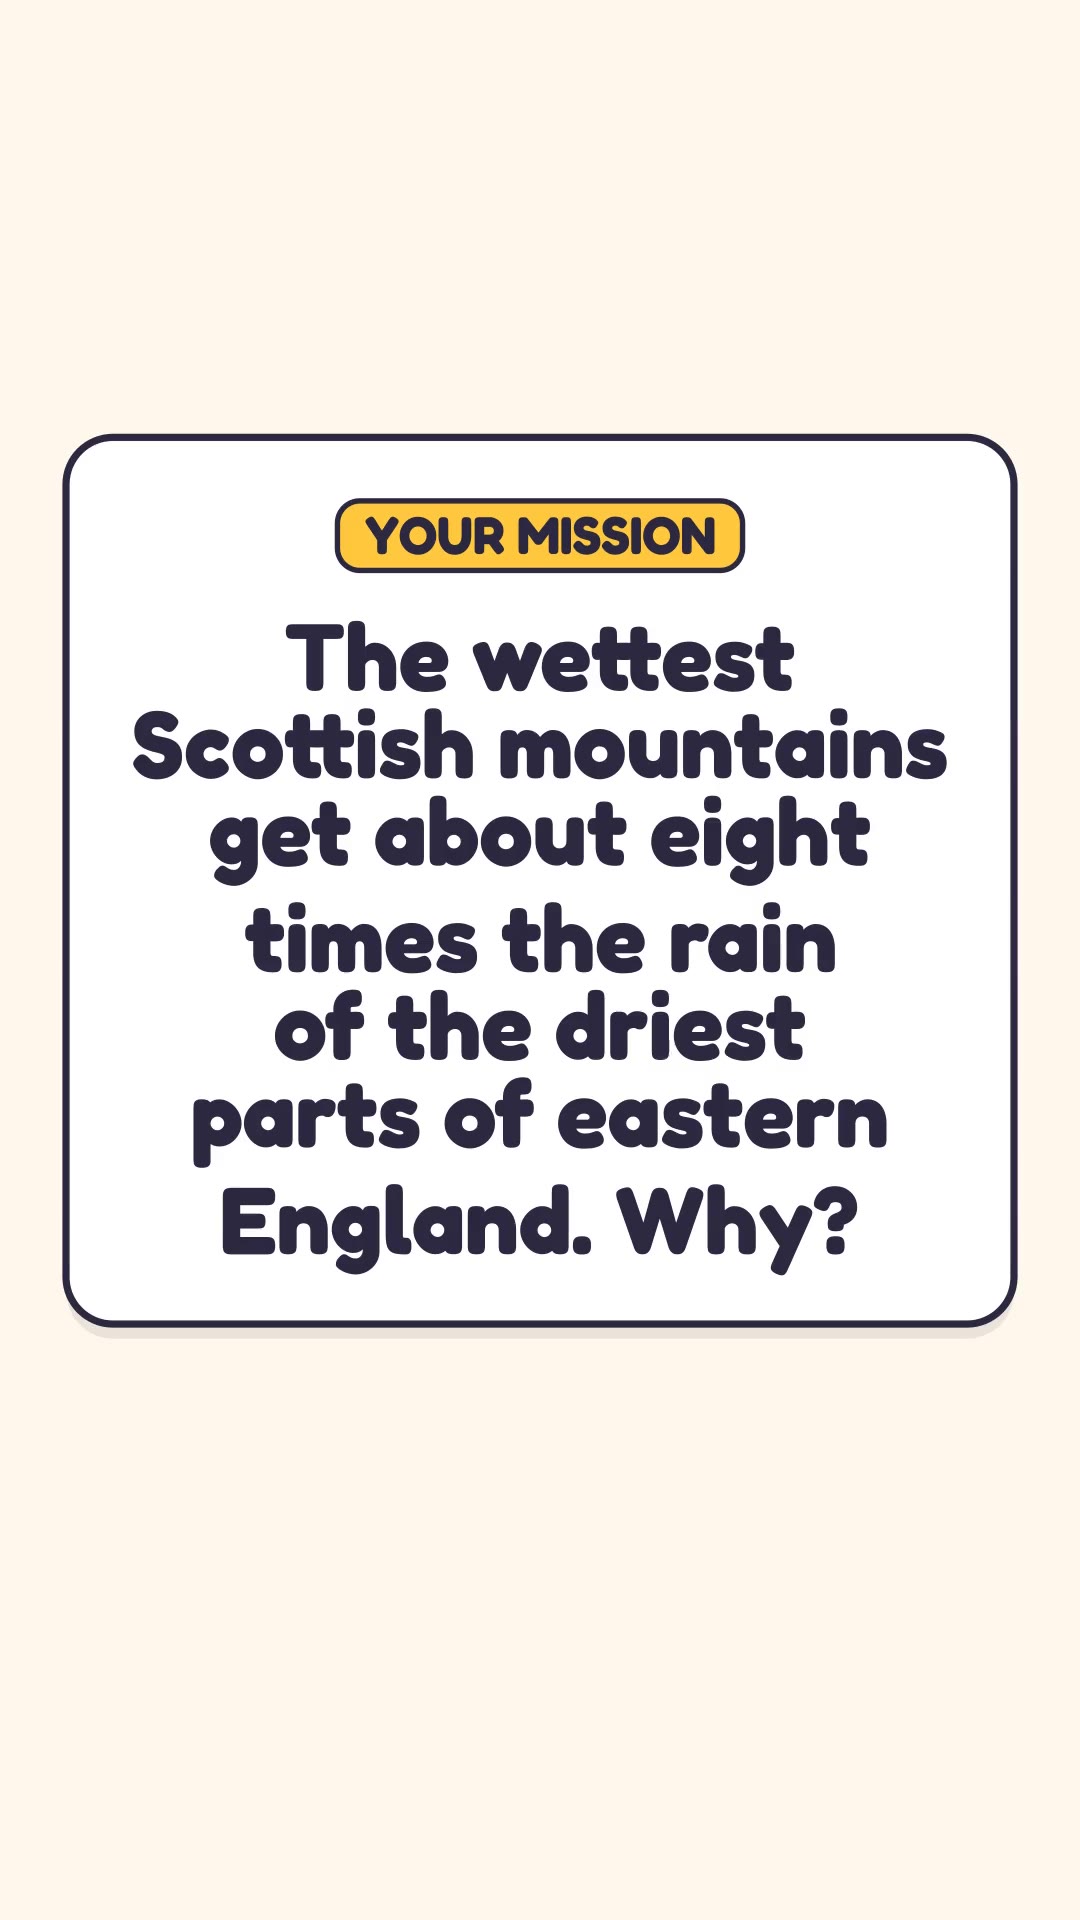 YOUR MISSION
The wettest
Scottish mountains
get about eight
times the rain
of the driest
parts of eastern
England. Why?